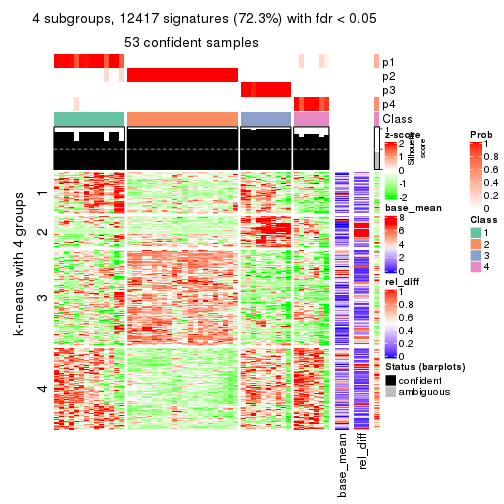 4 subgroups, 12417 signatures (72.3%) with fdr < 0.05
53 confident samples
p1
p2
p3
p4
Class
1
Silhouette
score
z-score
2
1
0
-1
-2
Prob
1
0.8
0.6
0.4
0.2
0
base_mean
8
6
4
2
0
Class
1
2
3
4
rel_diff
1
0.8
0.6
0.4
0.2
0
Status (barplots)
confident
ambiguous
k-means with 4 groups
1
2
3
4
base_mean
rel_diff